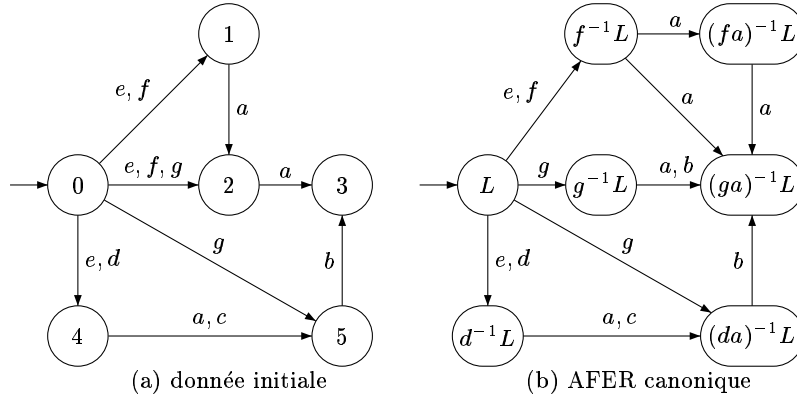 1
f⁻¹L
a
(fa)⁻¹L
e, f
a
e, f
a
a
0
e, f, g
2
a
3
L
g
g⁻¹L
a, b
(ga)⁻¹L
e, d
g
b
e, d
g
b
4
a, c
5
d⁻¹L
a, c
(da)⁻¹L
(a) donnée initiale
(b) AFER canonique